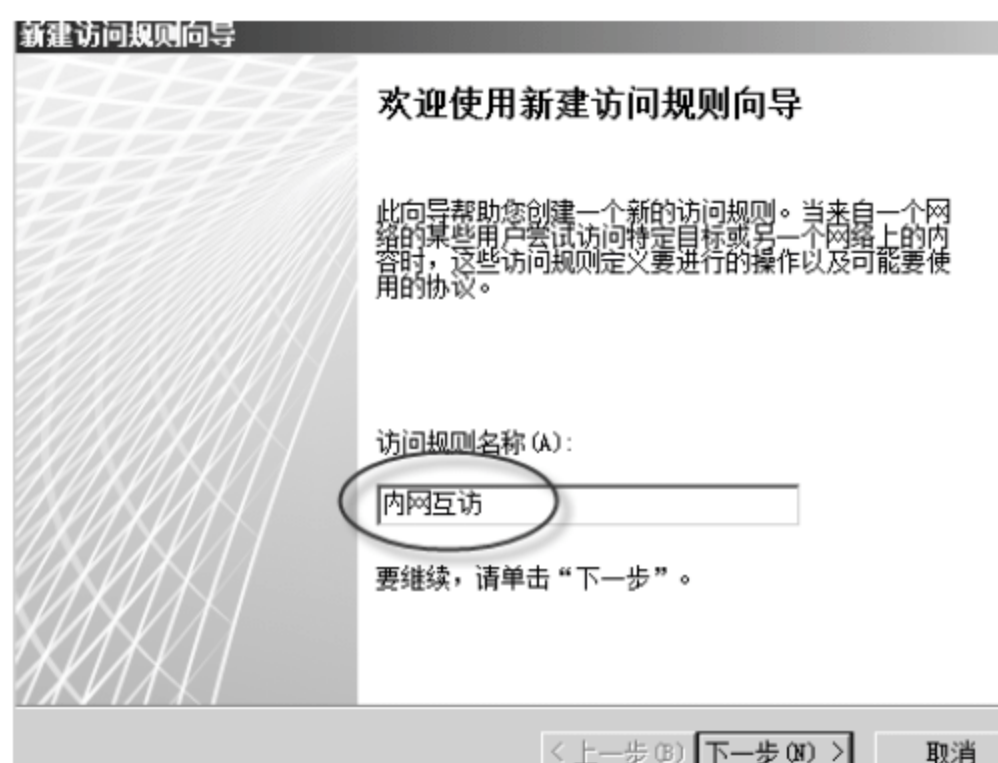 新建访问规则向导
欢迎使用新建访问规则向导
此向导帮助您创建一个新的访问规则。当来自一个网
络的某些用户尝试访问特定目标或另一个网络上的内
容时，这些访问规则定义要进行的操作以及可能要使
用的协议。
访问规则名称(A):
内网互访
要继续，请单击“下一步”。
< 上一步(B) 下一步(N) > 取消